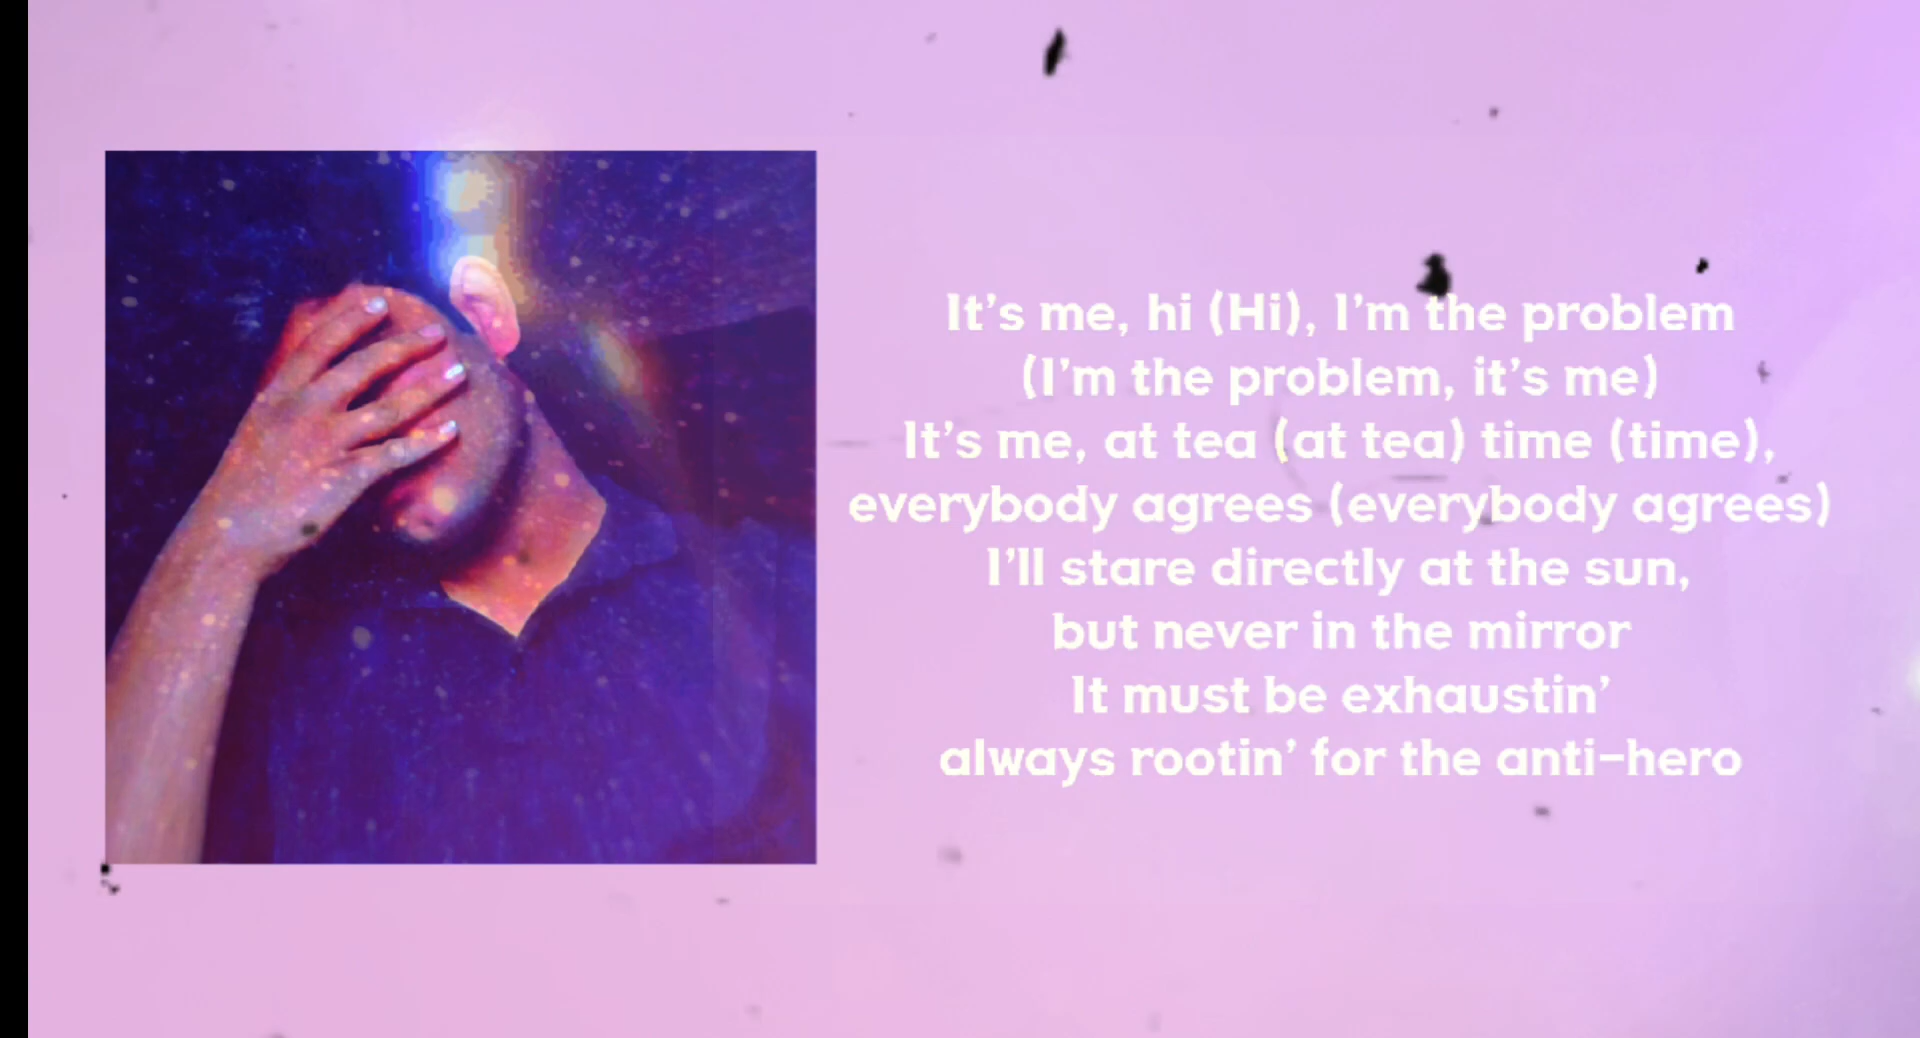 It's me, hi (Hi), I'm the problem
(I'm the problem, it's me)
It's me, at tea (at tea) time (time),
everybody agrees (everybody agrees)
I'll stare directly at the sun,
but never in the mirror
It must be exhaustin'
always rootin' for the anti-hero